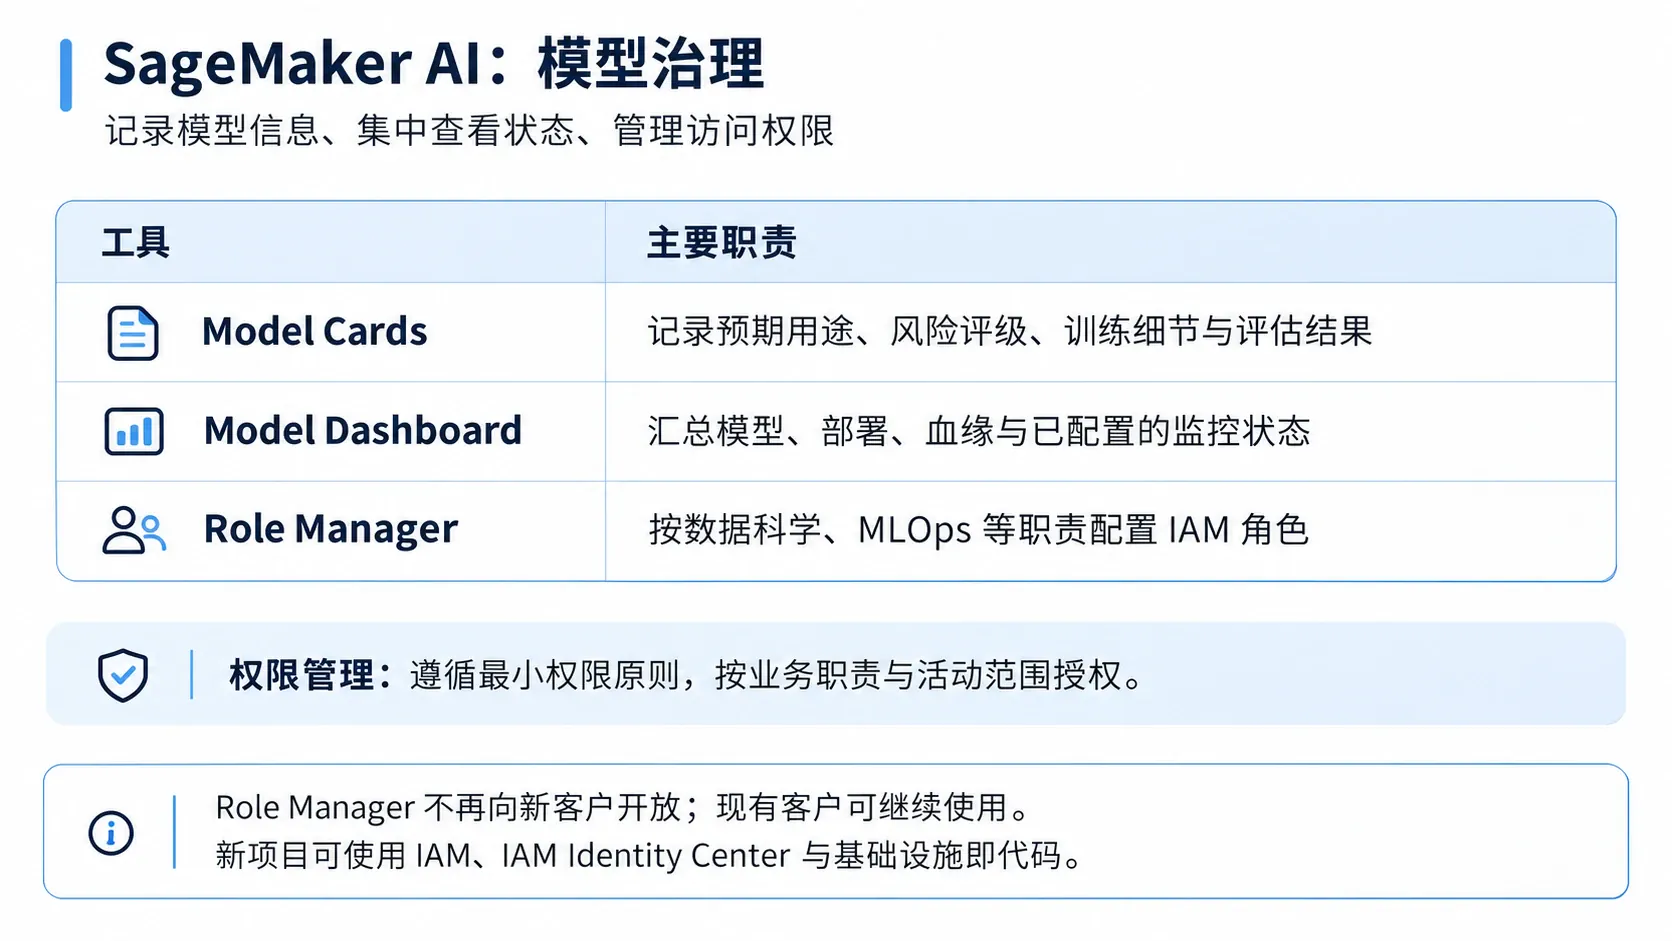 SageMaker AI：模型治理
记录模型信息、集中查看状态、管理访问权限
工具 主要职责
Model Cards 记录预期用途、风险评级、训练细节与评估结果
Model Dashboard 汇总模型、部署、血缘与已配置的监控状态
Role Manager 按数据科学、MLOps 等职责配置 IAM 角色
权限管理：遵循最小权限原则，按业务职责与活动范围授权。
Role Manager 不再向新客户开放；现有客户可继续使用。
新项目可使用 IAM、IAM Identity Center 与基础设施即代码。